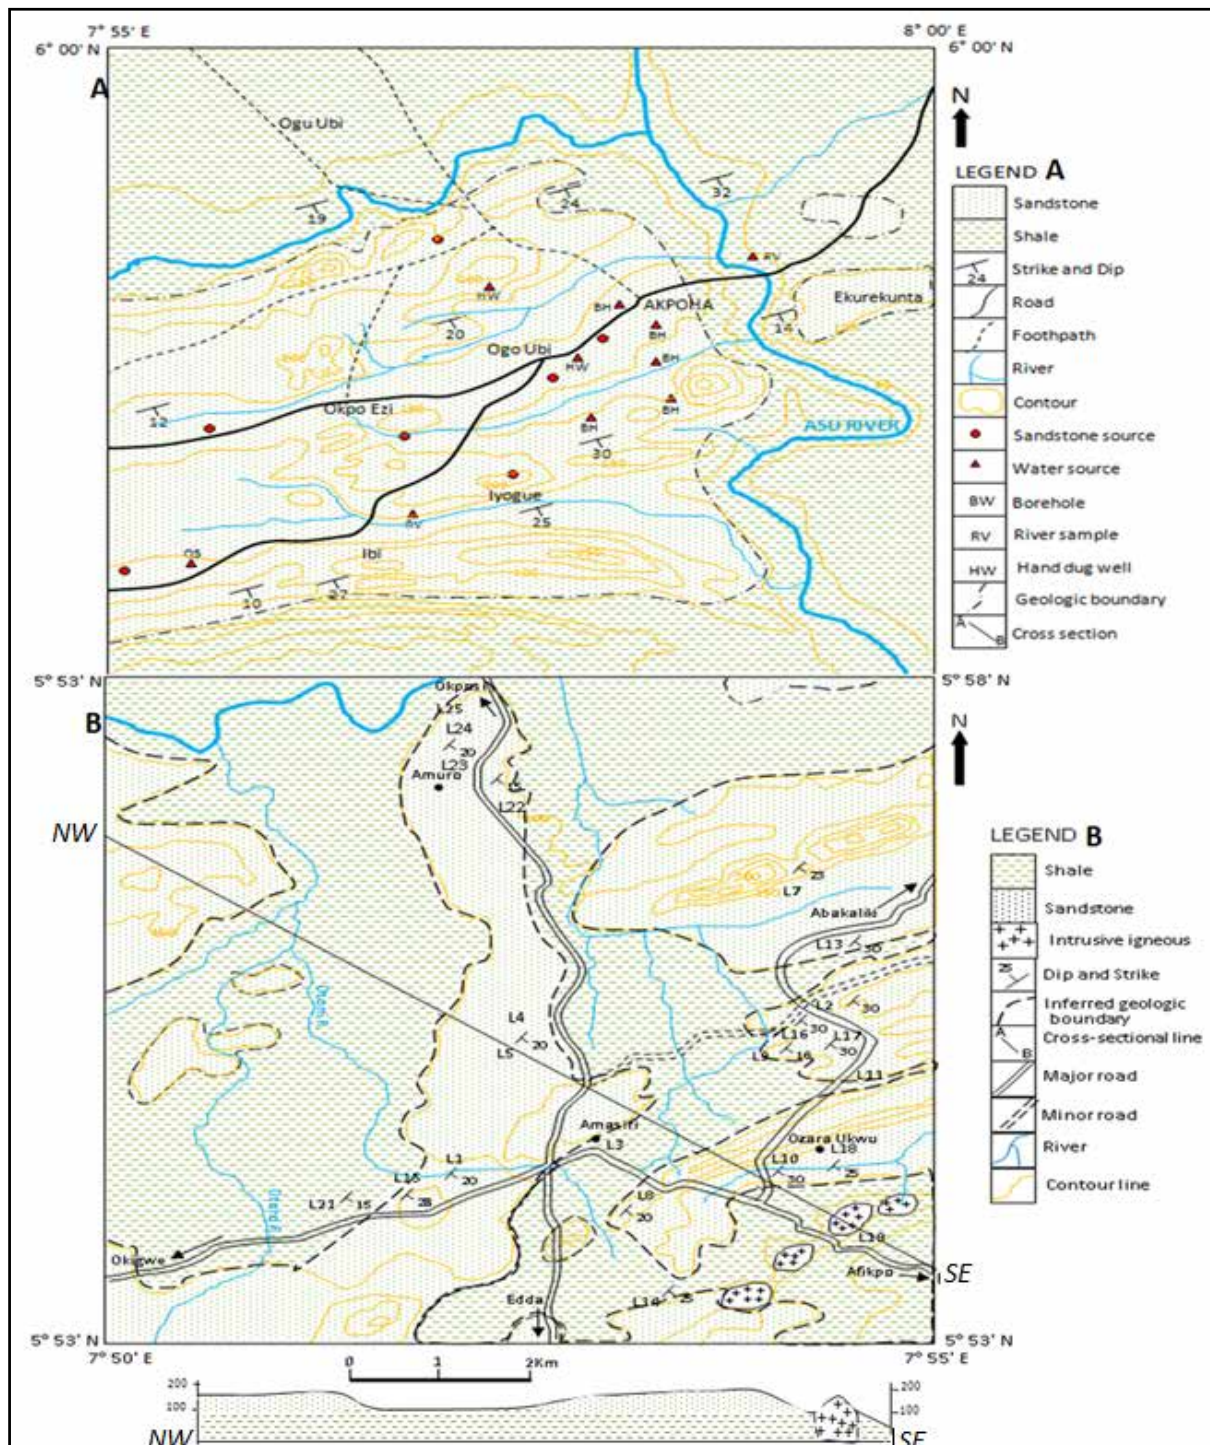 7° 55' E
8° 00' E
6° 00' N
6° 00' N
A
Ogu Ubi
19
24
32
RV
HW
BH
AKPOHA
Ekurekunta
14
20
BH
Ogo Ubi
HW
BH
12
Okpo Ezi
BH
BH
ASU RIVER
30
Iyogue
25
Ibi
10
27
N
LEGEND A
Sandstone
Shale
24
Strike and Dip
Road
Foothpath
River
Contour
Sandstone source
Water source
BW
Borehole
RV
River sample
HW
Hand dug well
Geologic boundary
A
B
Cross section
5° 53' N
5° 58' N
B
L25
L24
20
L23
Amuro
15
L22
NW
23
L7
Abakaliki
L13
30
L2
30
L4
30
L16
L17
L5
20
L9
16
30
L11
Otem R.
Amasiri
L3
Ozara Ukwu
L18
L1
L10
20
30
25
L15
28
L21
15
L8
20
L18
Okigwe
Afikpo
SE
Edda
L14
25
N
LEGEND B
Shale
Sandstone
Intrusive igneous
Dip and Strike
Inferred geologic
boundary
A
B
Cross-sectional line
Major road
Minor road
River
Contour line
5° 53' N
5° 53' N
7° 50' E
7° 55' E
0
1
2Km
200
100
200
100
NW
SE